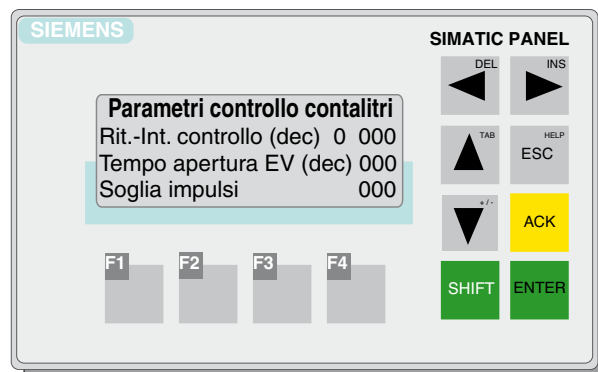 SIEMENS
SIMATIC PANEL
DEL
INS
Parametri controllo contalitri
Rit.-Int. controllo (dec) 0 000
Tempo apertura EV (dec) 000
Soglia impulsi 000
TAB
HELP
ESC
+/-
ACK
F1 F2 F3 F4
SHIFT ENTER